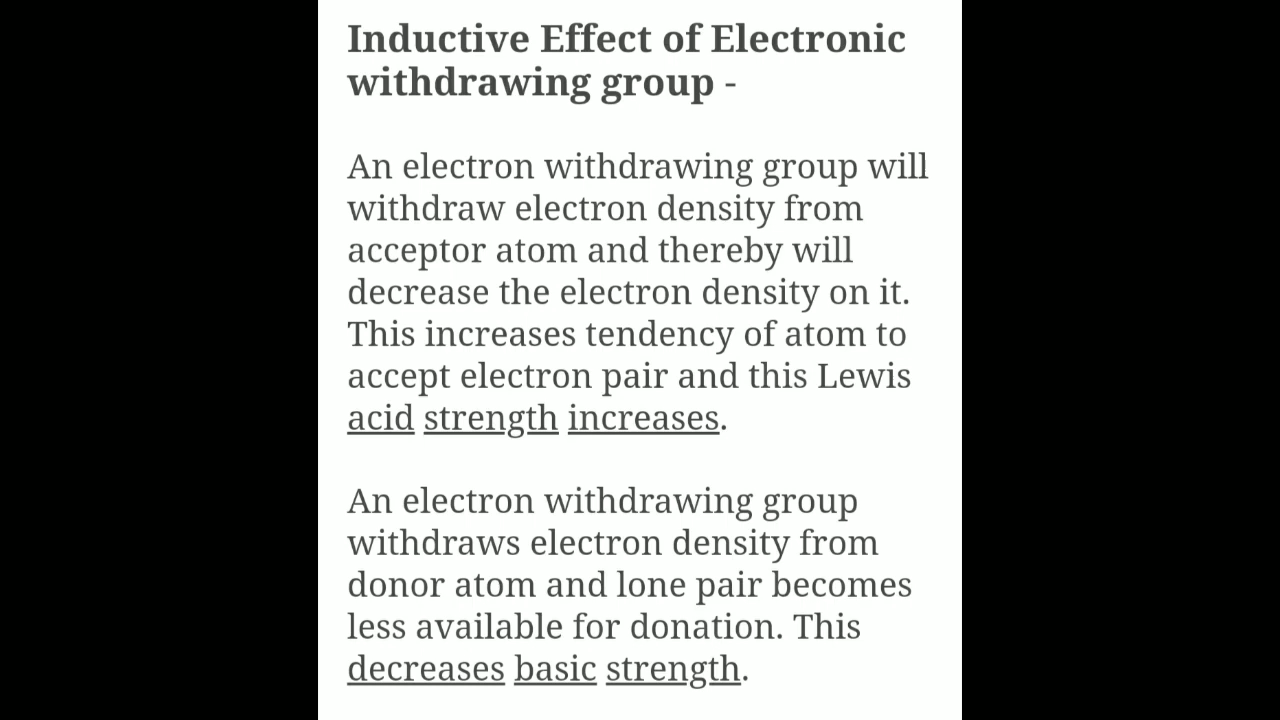 Inductive Effect of Electronic
withdrawing group -
An electron withdrawing group will
withdraw electron density from
acceptor atom and thereby will
decrease the electron density on it.
This increases tendency of atom to
accept electron pair and this Lewis
acid strength increases.
An electron withdrawing group
withdraws electron density from
donor atom and lone pair becomes
less available for donation. This
decreases basic strength.